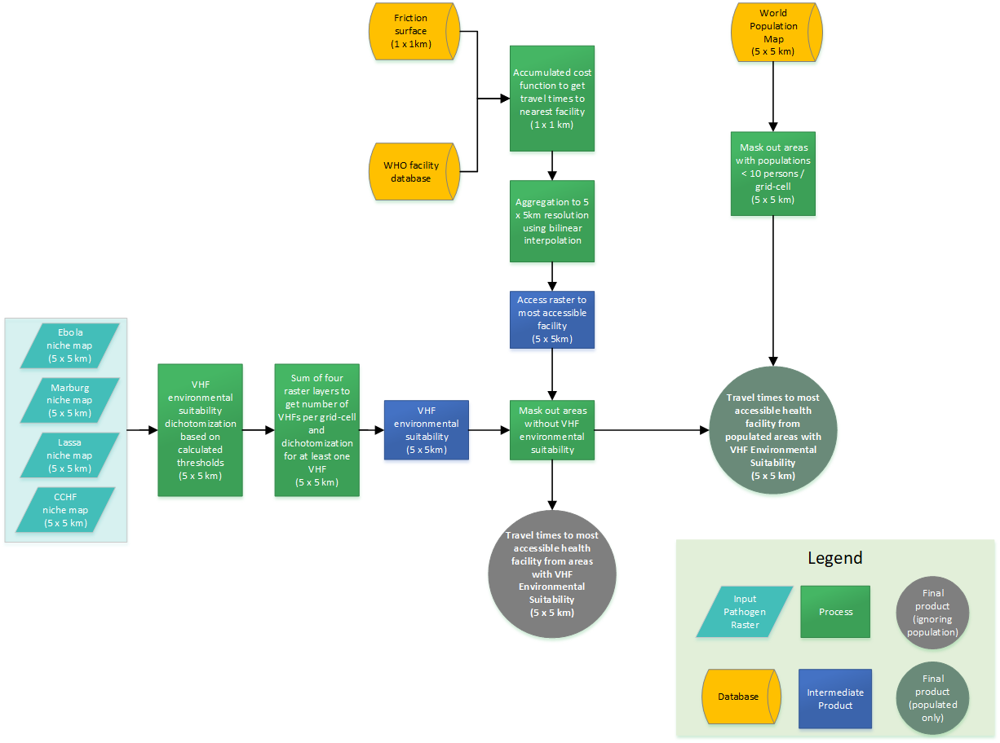 Friction
surface
(1 x 1km)
World
Population
Map
(5 x 5 km)
Accumulated cost
function to get
travel times to
nearest facility
(1 x 1 km)
WHO facility
database
Mask out areas
with populations
< 10 persons /
grid-cell
(5 x 5 km)
Aggregation to 5
x 5km resolution
using bilinear
interpolation
Access raster to
most accessible
facility
(5 x 5km)
Ebola
niche map
(5 x 5 km)
Marburg
niche map
(5 x 5 km)
Lassa
niche map
(5 x 5 km)
CCHF
niche map
(5 x 5 km)
VHF
environmental
suitability
dichotomization
based on
calculated
thresholds
(5 x 5 km)
Sum of four
raster layers to
get number of
VHFs per grid-cell
and
dichotomization
for at least one
VHF
(5 x 5 km)
VHF
environmental
suitability
(5 x 5km)
Mask out areas
without VHF
environmental
suitability
Travel times to most
accessible health
facility from
populated areas with
VHF Environmental
Suitability
(5 x 5 km)
Travel times to most
accessible health
facility from areas
with VHF
Environmental
Suitability
(5 x 5 km)
Legend
Input
Pathogen
Raster
Process
Final
product
(ignoring
population)
Database
Intermediate
Product
Final
product
(populated
only)